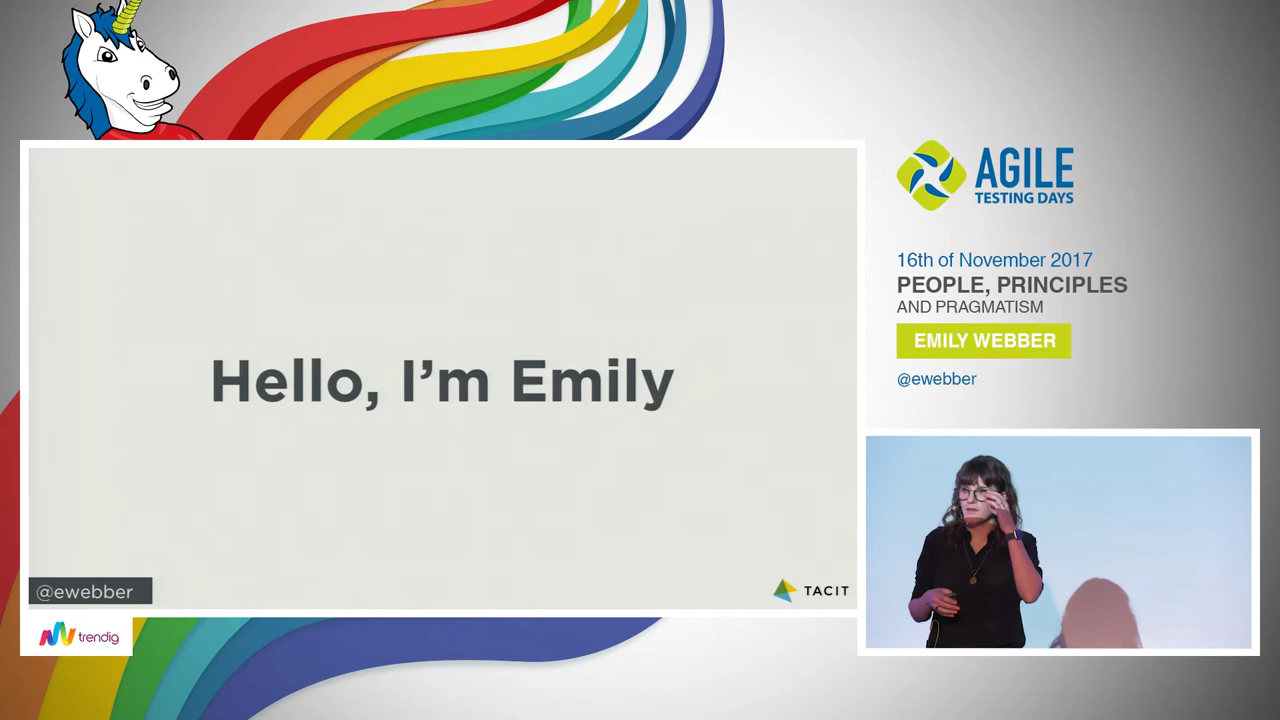 Hello, I’m Emily
@ewebber
TACIT
trendig
AGILE
TESTING DAYS
16th of November 2017
PEOPLE, PRINCIPLES
AND PRAGMATISM
EMILY WEBBER
@ewebber